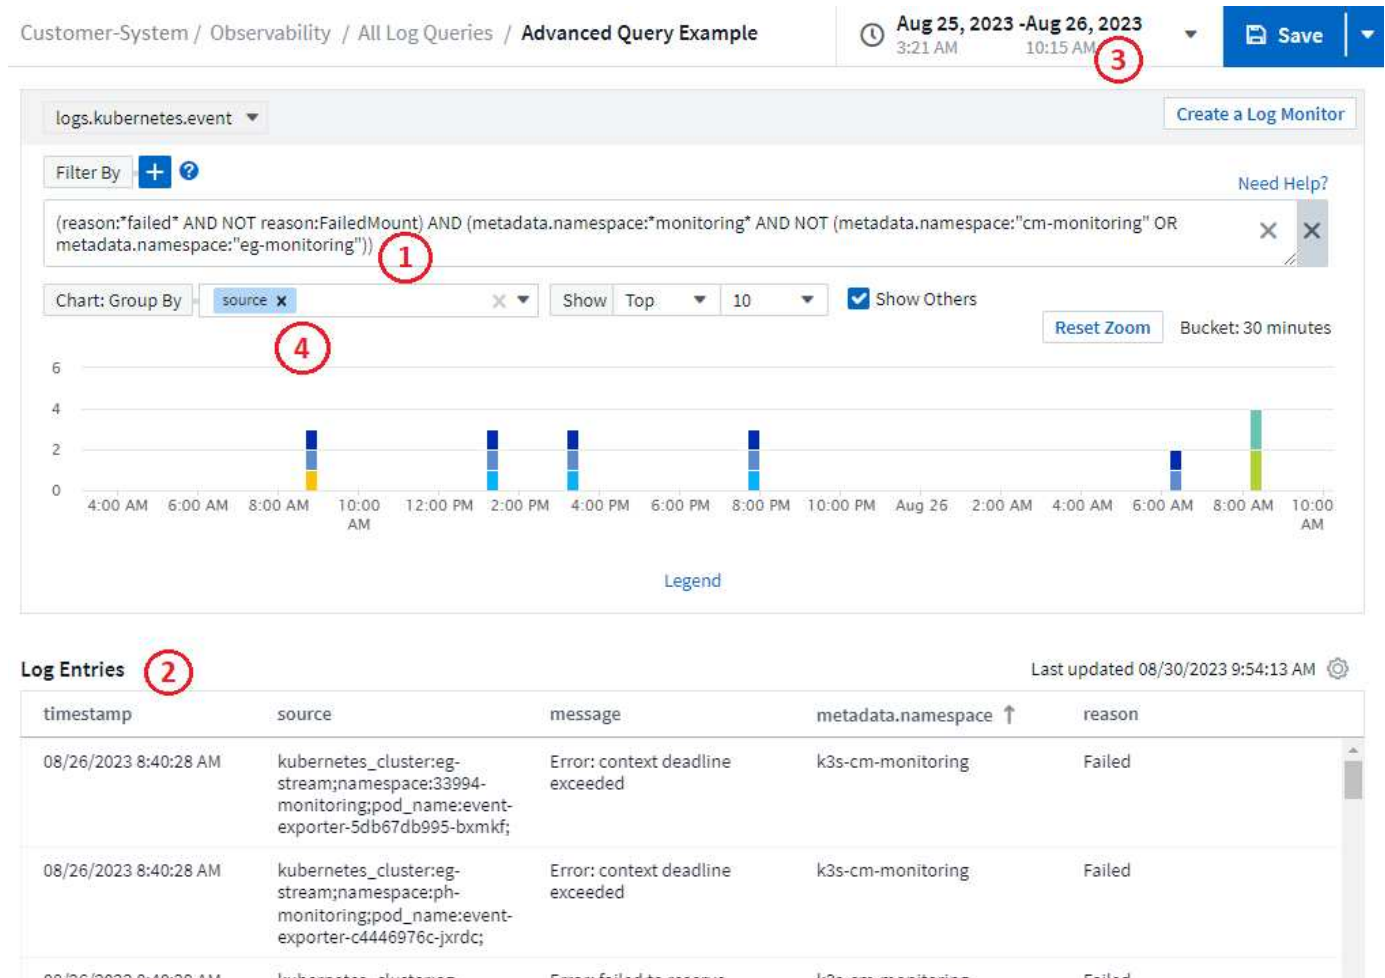 Customer-System / Observability / All Log Queries / Advanced Query Example
Aug 25, 2023 -Aug 26, 2023
3:21 AM 10:15 AM
Save
3
logs.kubernetes.event
Create a Log Monitor
Filter By + ?
Need Help?
(reason:*failed* AND NOT reason:FailedMount) AND (metadata.namespace:*monitoring* AND NOT (metadata.namespace:"cm-monitoring" OR
metadata.namespace:"eg-monitoring"))
1
Chart: Group By source x Show Top 10 Show Others
Reset Zoom Bucket: 30 minutes
4
6
4
2
0
4:00 AM 6:00 AM 8:00 AM 10:00 AM 12:00 PM 2:00 PM 4:00 PM 6:00 PM 8:00 PM 10:00 PM Aug 26 2:00 AM 4:00 AM 6:00 AM 8:00 AM 10:00 AM
Legend
Log Entries 2
Last updated 08/30/2023 9:54:13 AM
timestamp source message metadata.namespace ↑ reason
08/26/2023 8:40:28 AM kubernetes_cluster:eg- Error: context deadline k3s-cm-monitoring Failed
stream;namespace:33994- exceeded
monitoring;pod_name:event-
exporter-5db67db995-bxmkf;
08/26/2023 8:40:28 AM kubernetes_cluster:eg- Error: context deadline k3s-cm-monitoring Failed
stream;namespace:ph- exceeded
monitoring;pod_name:event-
exporter-c4446976c-jxrdc;